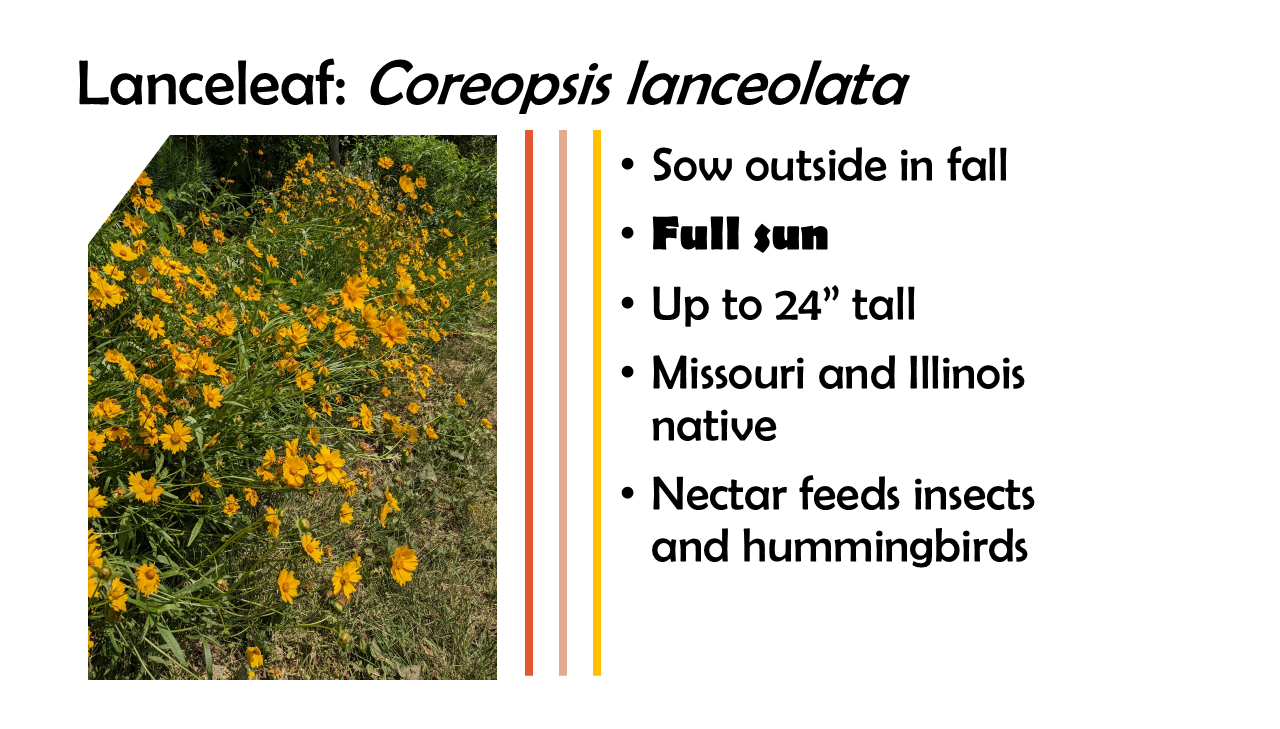 Lanceleaf: Coreopsis lanceolata
• Sow outside in fall
• Full sun
• Up to 24” tall
• Missouri and Illinois
native
• Nectar feeds insects
and hummingbirds